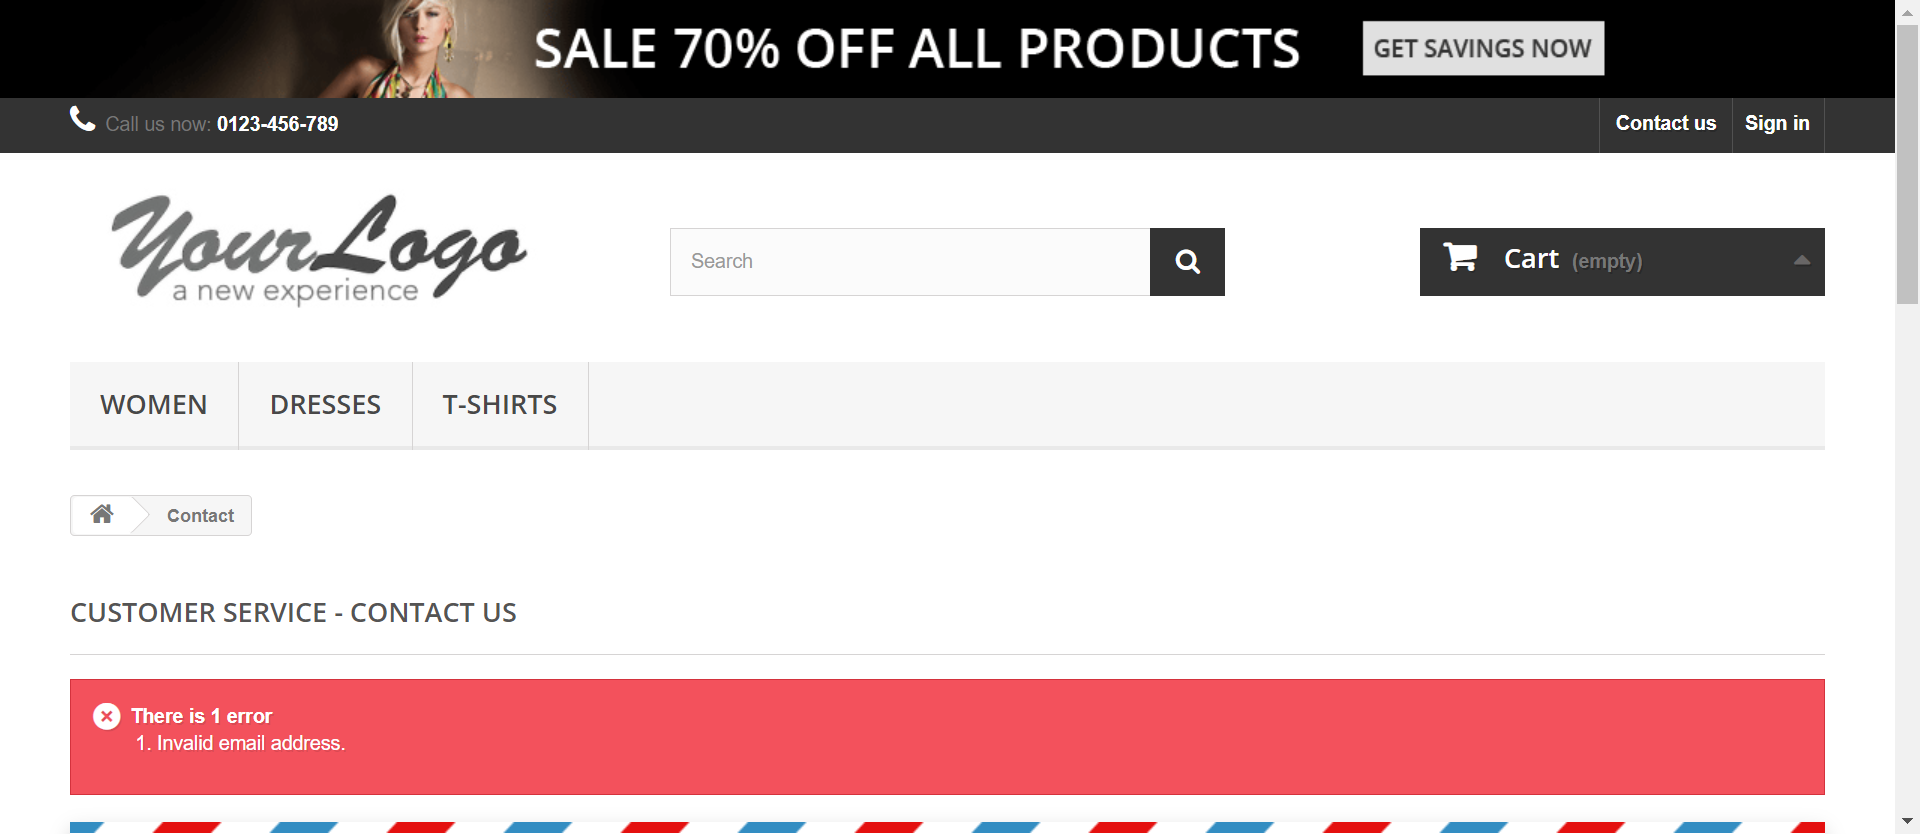 SALE 70% OFF ALL PRODUCTS GET SAVINGS NOW
Call us now: 0123-456-789 Contact us Sign in
YourLogo
a new experience
Search
Cart (empty)
WOMEN DRESSES T-SHIRTS
Contact
CUSTOMER SERVICE - CONTACT US
There is 1 error
1. Invalid email address.